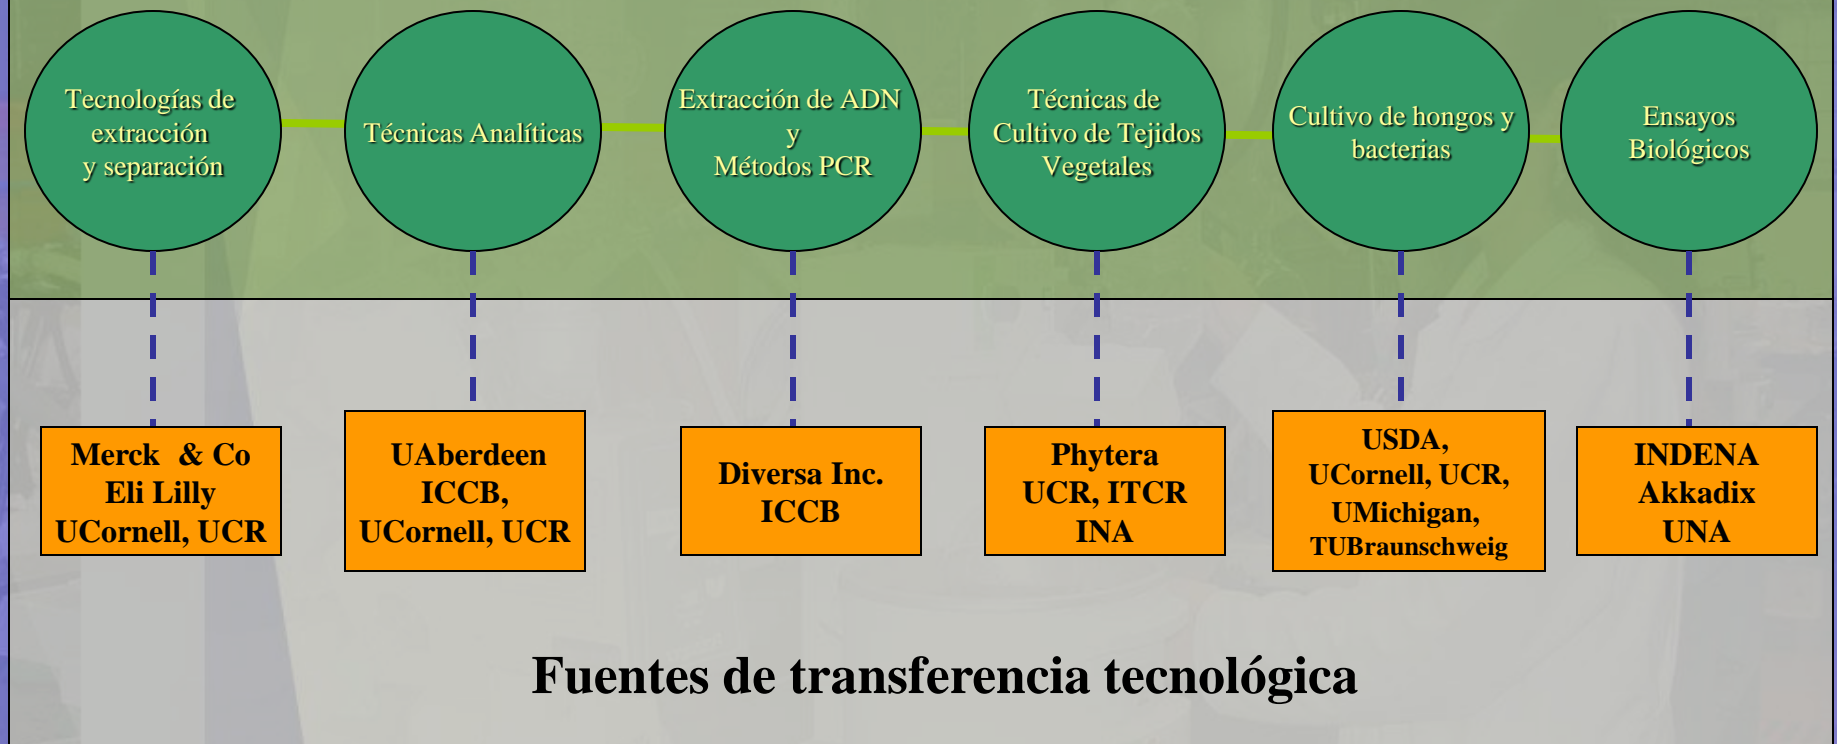 Tecnologías de
extracción
y separación
Técnicas Analíticas
Extracción de ADN
y
Métodos PCR
Técnicas de
Cultivo de Tejidos
Vegetales
Cultivo de hongos y
bacterias
Ensayos
Biológicos
Merck & Co
Eli Lilly
UCornell, UCR
UAberdeen
ICCB,
UCornell, UCR
Diversa Inc.
ICCB
Phytera
UCR, ITCR
INA
USDA,
UCornell, UCR,
UMichigan,
TUBraunschweig
INDENA
Akkadix
UNA
Fuentes de transferencia tecnológica